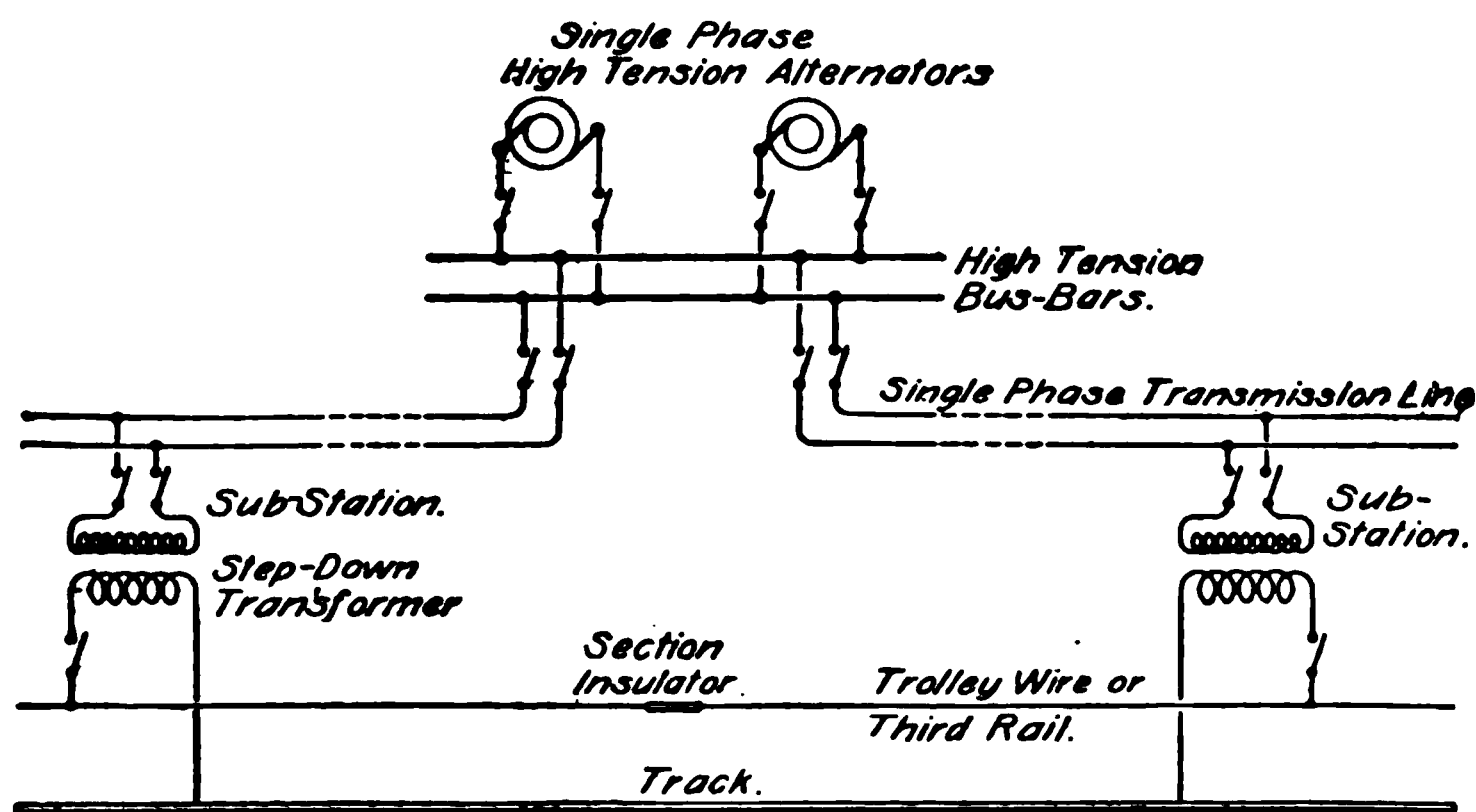 Single Phase
High Tension Alternators
High Tension
Bus-Bars.
Single Phase Transmission Line
Sub-Station.
Sub-
Station.
Step-Down
Transformer
Section
Insulator.
Trolley Wire or
Third Rail.
Track.